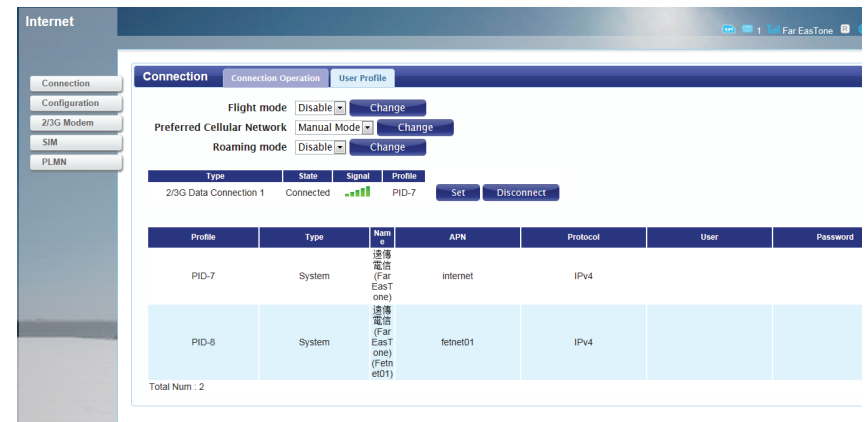 Internet
1 Far EasTone R
Connection
Configuration
2/3G Modem
SIM
PLMN
Connection Connection Operation User Profile
Flight mode Disable Change
Preferred Cellular Network Manual Mode Change
Roaming mode Disable Change
Type State Signal Profile
2/3G Data Connection 1 Connected PID-7 Set Disconnect
Profile Type Nam
e APN Protocol User Password
PID-7 System 遠傳
電信
(Far
EasT
one) internet IPv4
PID-8 System 遠傳
電信
(Far
EasT
one)
(Fetn
et01) fetnet01 IPv4
Total Num : 2